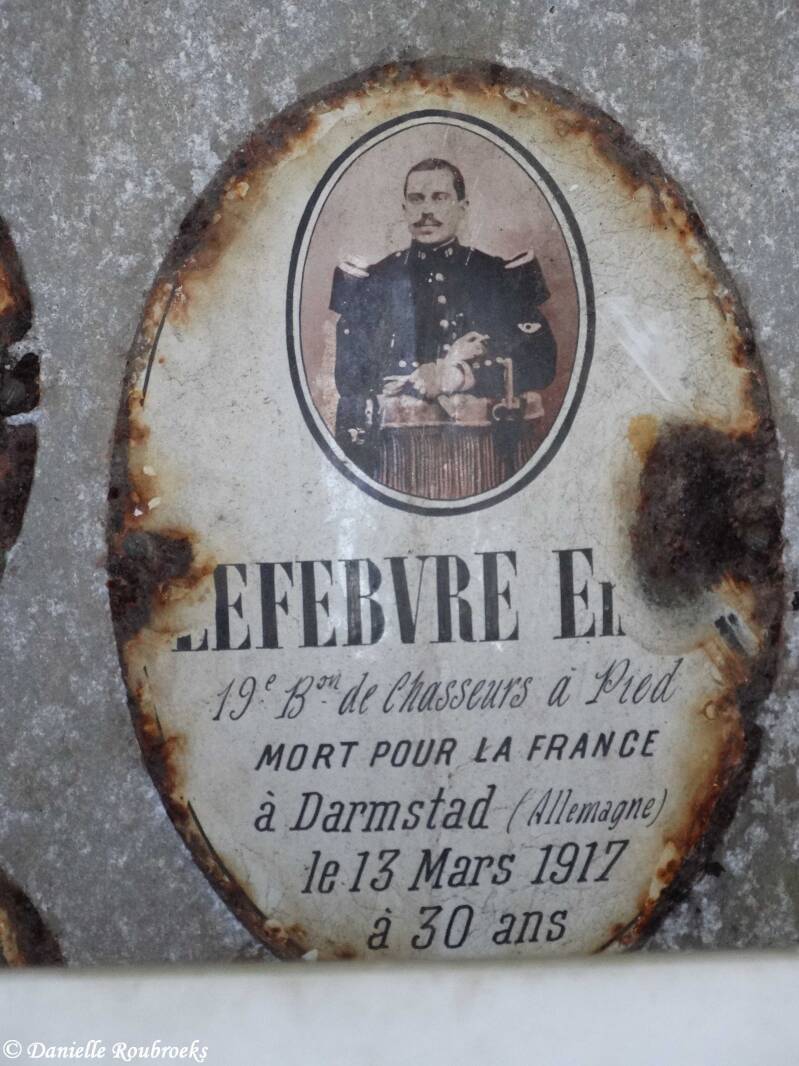 LEFEBVRE
19e Bon de Chasseurs à Pied
MORT POUR LA FRANCE
à Darmstad (Allemagne)
le 13 Mars 1917
à 30 ans
© Danielle Roubroeks